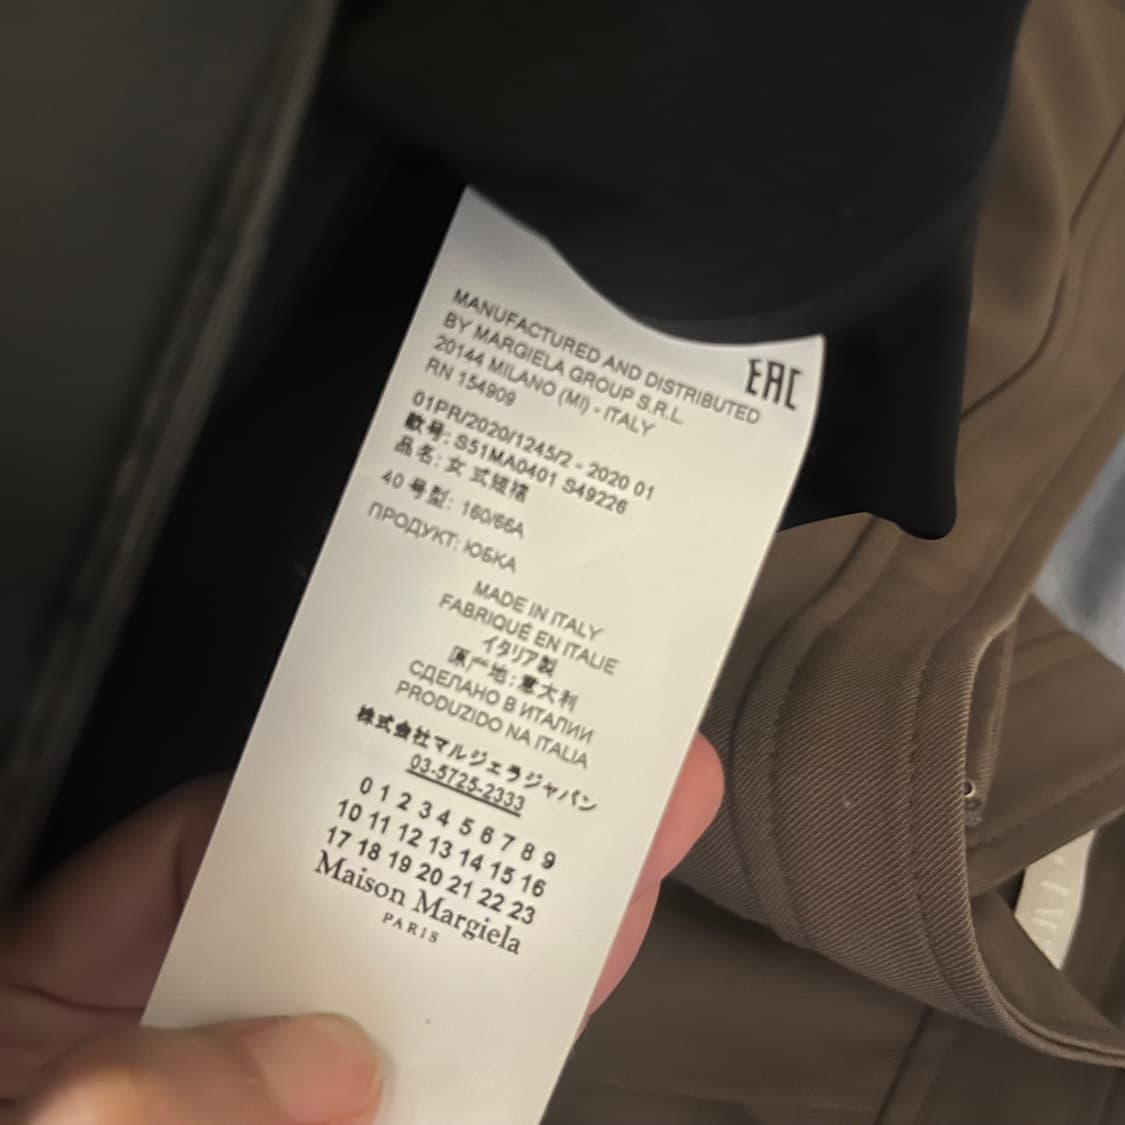 EAC
MANUFACTURED AND DISTRIBUTED
BY MARGIELA GROUP S.R.L
20144 MILANO (MI) - ITALY
RN 154909
01PR/2020/1245/2 - 2020 01
款号: S51MA0401 S49226
品名: 女 式短裙
40 号型: 160/66A
ПРОДУКТ: ЮБКА
MADE IN ITALY
FABRIQUÉ EN ITALIE
イタリア製
原产地: 意大利
СДЕЛАНО В ИТАЛИИ
PRODUZIDO NA ITALIA
株式会社マルジェラジャパン
03-5725-2333
0 1 2 3 4 5 6 7 8 9
10 11 12 13 14 15 16
17 18 19 20 21 22 23
Maison Margiela
PARIS